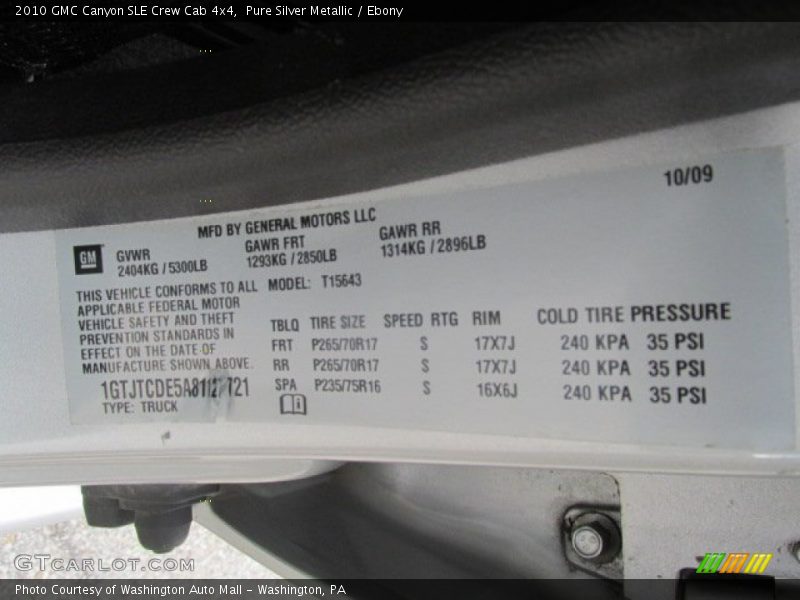 2010 GMC Canyon SLE Crew Cab 4x4, Pure Silver Metallic / Ebony
10/09
MFD BY GENERAL MOTORS LLC
GM
GVWR GAWR FRT GAWR RR
2404KG / 5300LB 1293KG / 2850LB 1314KG / 2896LB
THIS VEHICLE CONFORMS TO ALL
APPLICABLE FEDERAL MOTOR
VEHICLE SAFETY AND THEFT
PREVENTION STANDARDS IN
EFFECT ON THE DATE OF
MANUFACTURE SHOWN ABOVE.
1GTJTCDE5A8127721
TYPE: TRUCK
MODEL: T15643
TBLQ TIRE SIZE SPEED RTG RIM COLD TIRE PRESSURE
FRT P265/70R17 S 17X7J 240 KPA 35 PSI
RR P265/70R17 S 17X7J 240 KPA 35 PSI
SPA P235/75R16 S 16X6J 240 KPA 35 PSI
GTCARLOT.COM
Photo Courtesy of Washington Auto Mall - Washington, PA